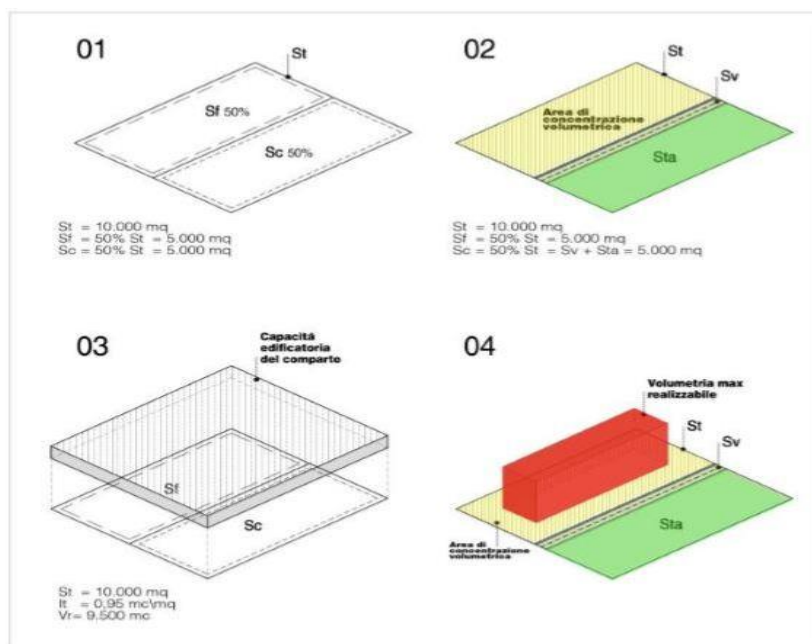 01
St
Sf 50%
Sc 50%
St = 10.000 mq
Sf = 50% St = 5.000 mq
Sc = 50% St = 5.000 mq
02
St
Sv
Area di
concentrazione
volumetrica
Sta
St = 10.000 mq
Sf = 50% St = 5.000 mq
Sc = 50% St = Sv + Sta = 5.000 mq
03
Capacitá
edificatoria
del comparto
Sf
Sc
St = 10.000 mq
It = 0,95 mc\mq
Vr= 9.500 mc
04
Volumetria max
realizzabile
St
Sv
Sta
Area di
concentrazione
volumetrica